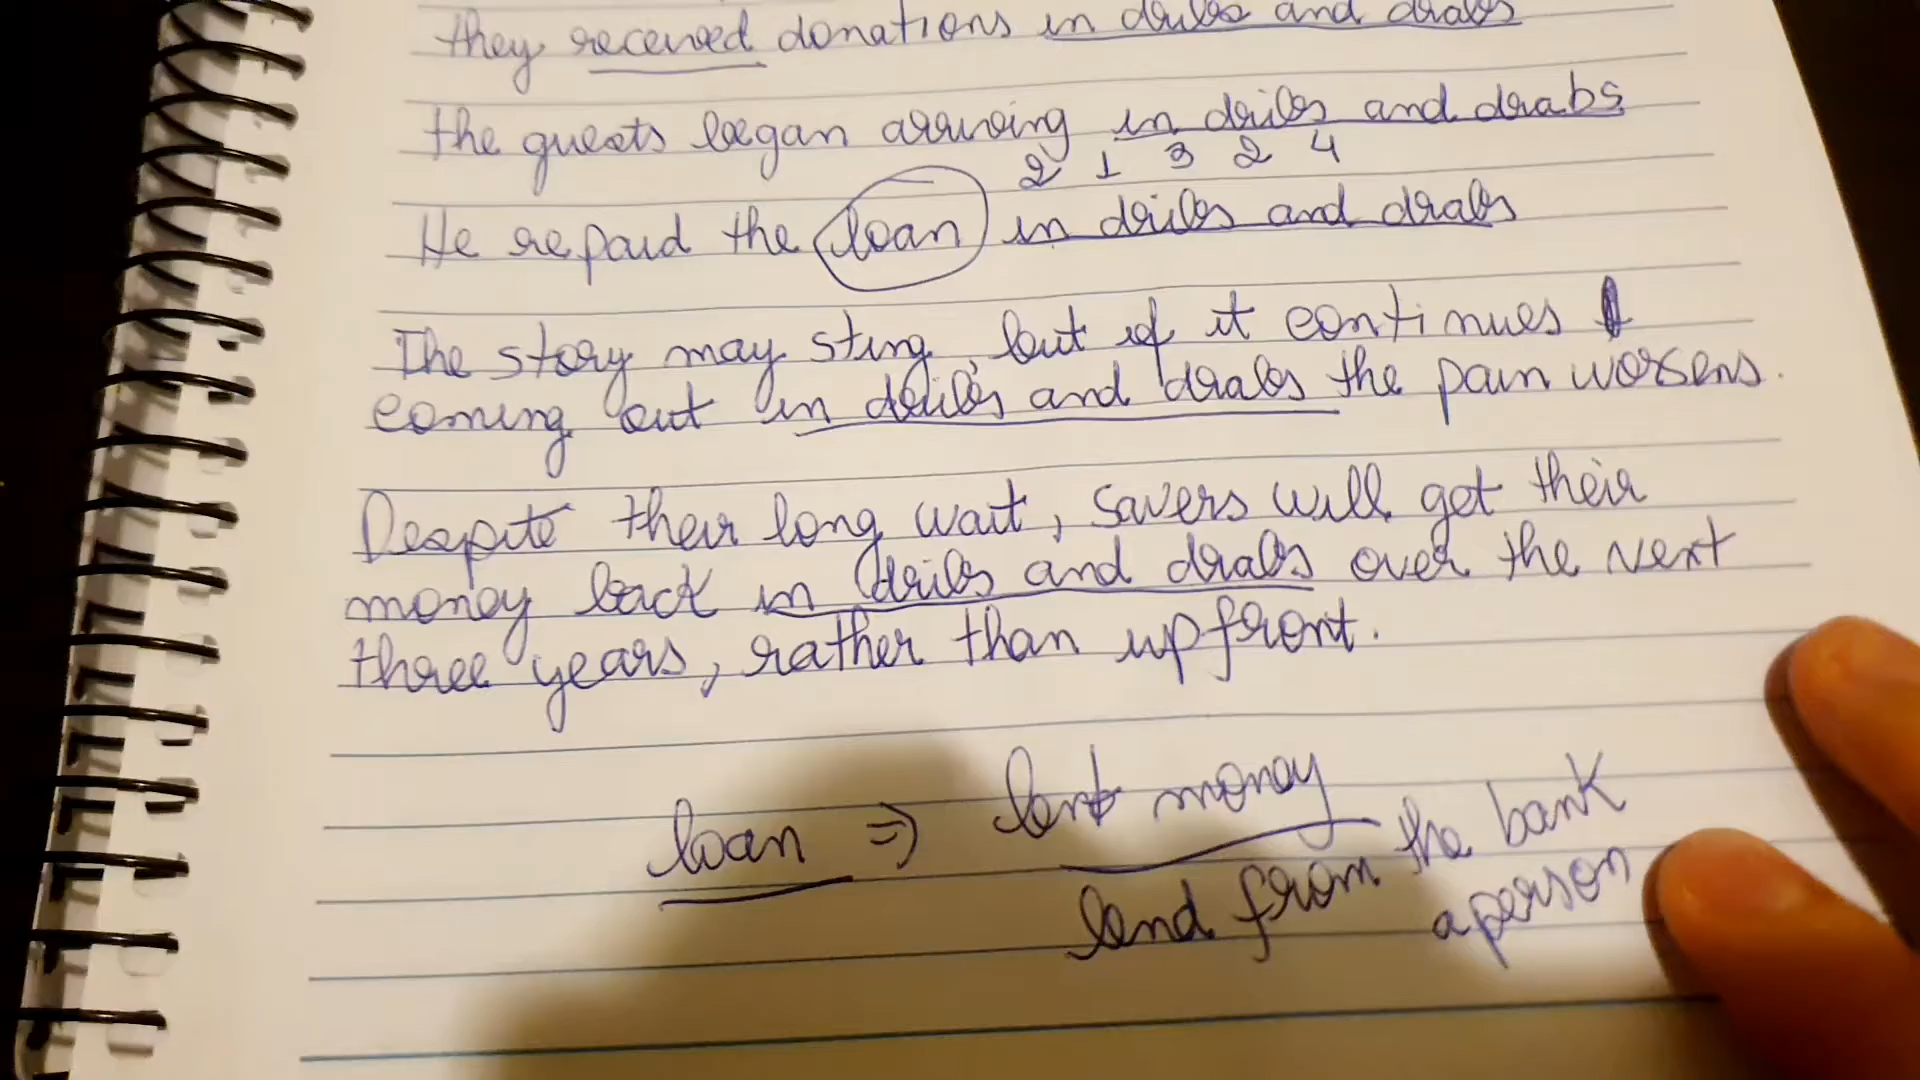 they received donations in dribs and drabs
the guests began arriving in dribs and drabs
2 1 3 2 4
He repaid the loan in dribs and drabs
The story may sting, but if it continues
coming out in dribs and drabs the pain worsens.
Despite their long wait, savers will get their
money back in dribs and drabs over the next
three years, rather than upfront.
loan => lent money
lend from the bank
a person